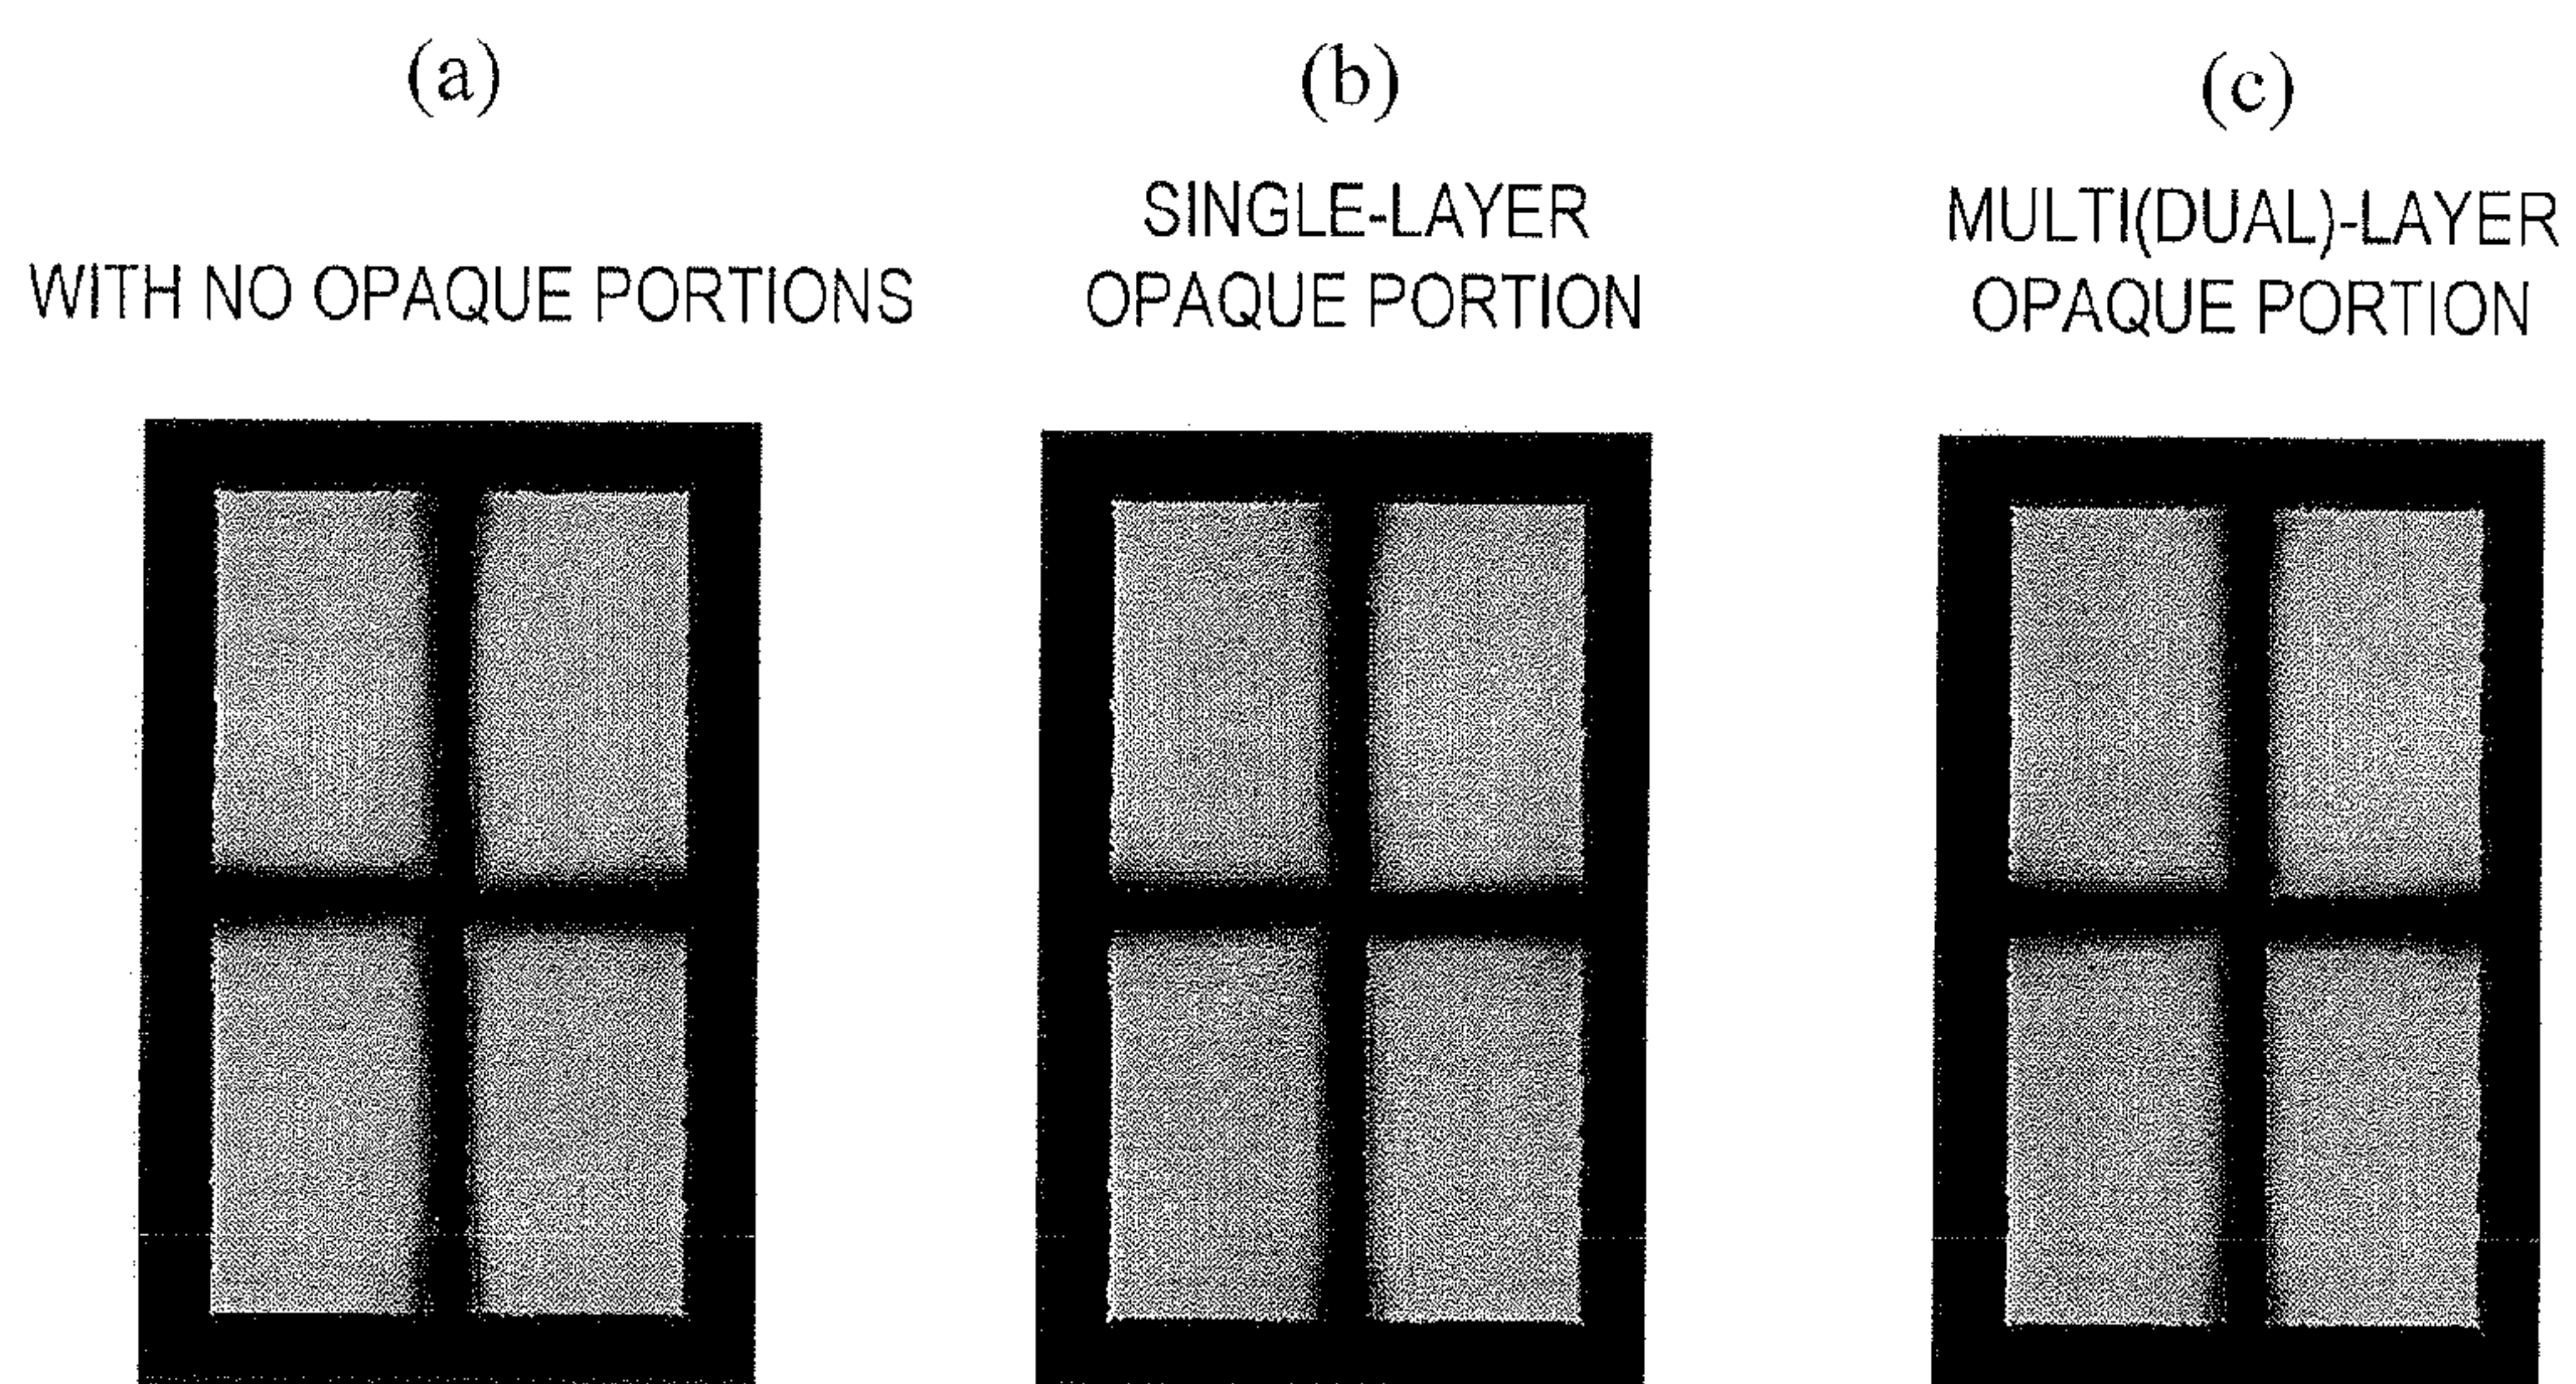 (a)
WITH NO OPAQUE PORTIONS
(b)
SINGLE-LAYER
OPAQUE PORTION
(c)
MULTI(DUAL)-LAYER
OPAQUE PORTION